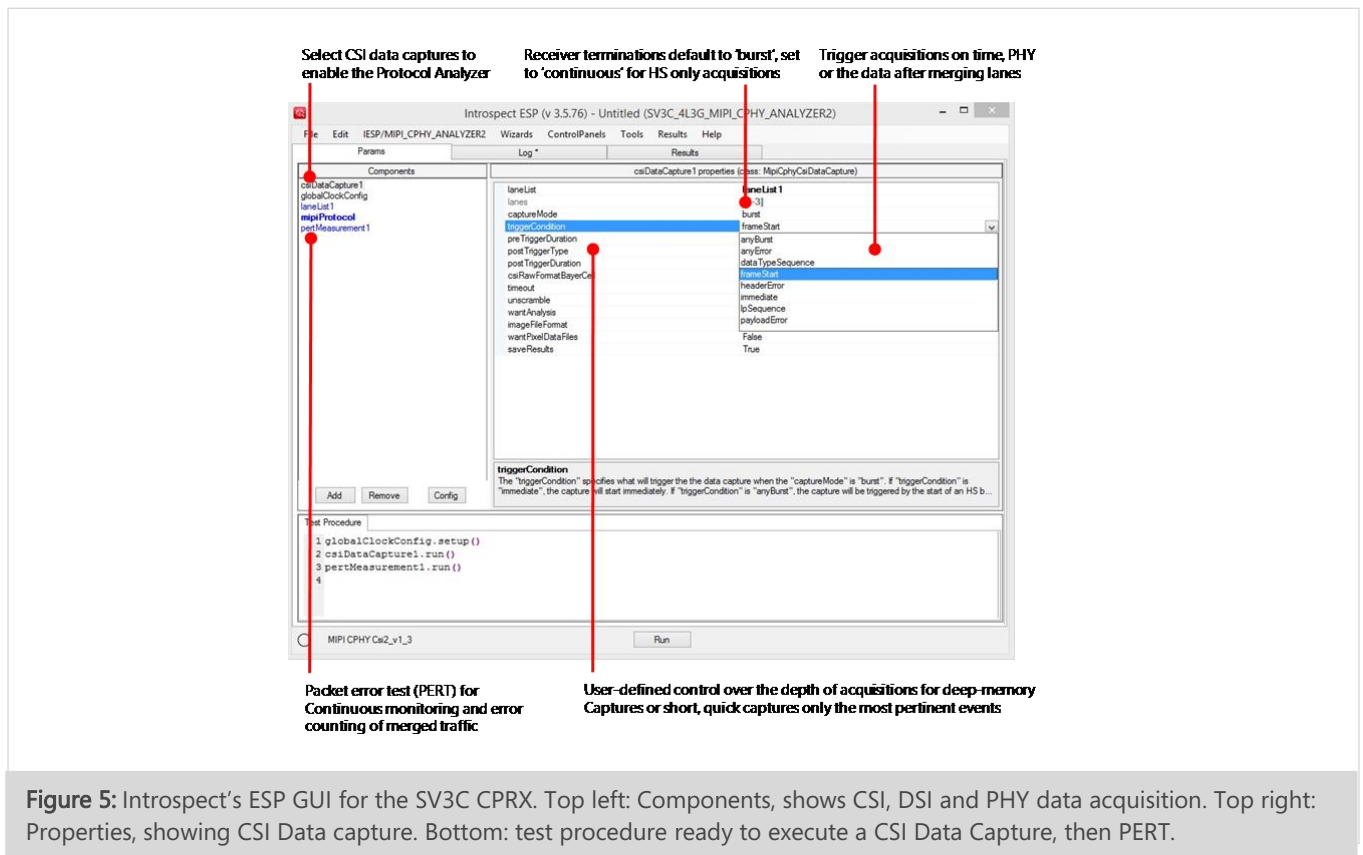 Select CSI data captures to
enable the Protocol Analyzer
Receiver terminations default to 'burst', set
to 'continuous' for HS only acquisitions
Trigger acquisitions on time, PHY
or the data after merging lanes
Introspect ESP (v 3.5.76) - Untitled (SV3C_4L3G_MIPI_CPHY_ANALYZER2)
File Edit IESP/MIPI_CPHY_ANALYZER2 Wizards ControlPanels Tools Results Help
Params Log * Results
Components
csiDataCapture1
globalClockConfig
laneList1
mipiProtocol
pertMeasurement1
Add Remove Config
csiDataCapture1 properties (class: MipiCphyCsiDataCapture)
laneList laneList1
lanes
captureMode burst
triggerCondition frameStart
preTriggerDuration
postTriggerType
postTriggerDuration
csiRawFormatBayerCell
timeout
unscramble
wantAnalysis
imageFileFormat
wantPixelDataFiles False
saveResults True
anyBurst
anyError
dataTypeSequence
frameStart
headerError
immediate
lpSequence
payloadError
triggerCondition
The "triggerCondition" specifies what will trigger the the data capture when the "captureMode" is "burst". If "triggerCondition" is
"immediate", the capture will start immediately. If "triggerCondition" is "anyBurst", the capture will be triggered by the start of an HS b...
Test Procedure
1 globalClockConfig.setup()
2 csiDataCapture1.run()
3 pertMeasurement1.run()
4
MIPI CPHY Csi2_v1_3 Run
Packet error test (PERT) for
Continuous monitoring and error
counting of merged traffic
User-defined control over the depth of acquisitions for deep-memory
Captures or short, quick captures only the most pertinent events
Figure 5: Introspect's ESP GUI for the SV3C CPRX. Top left: Components, shows CSI, DSI and PHY data acquisition. Top right:
Properties, showing CSI Data capture. Bottom: test procedure ready to execute a CSI Data Capture, then PERT.